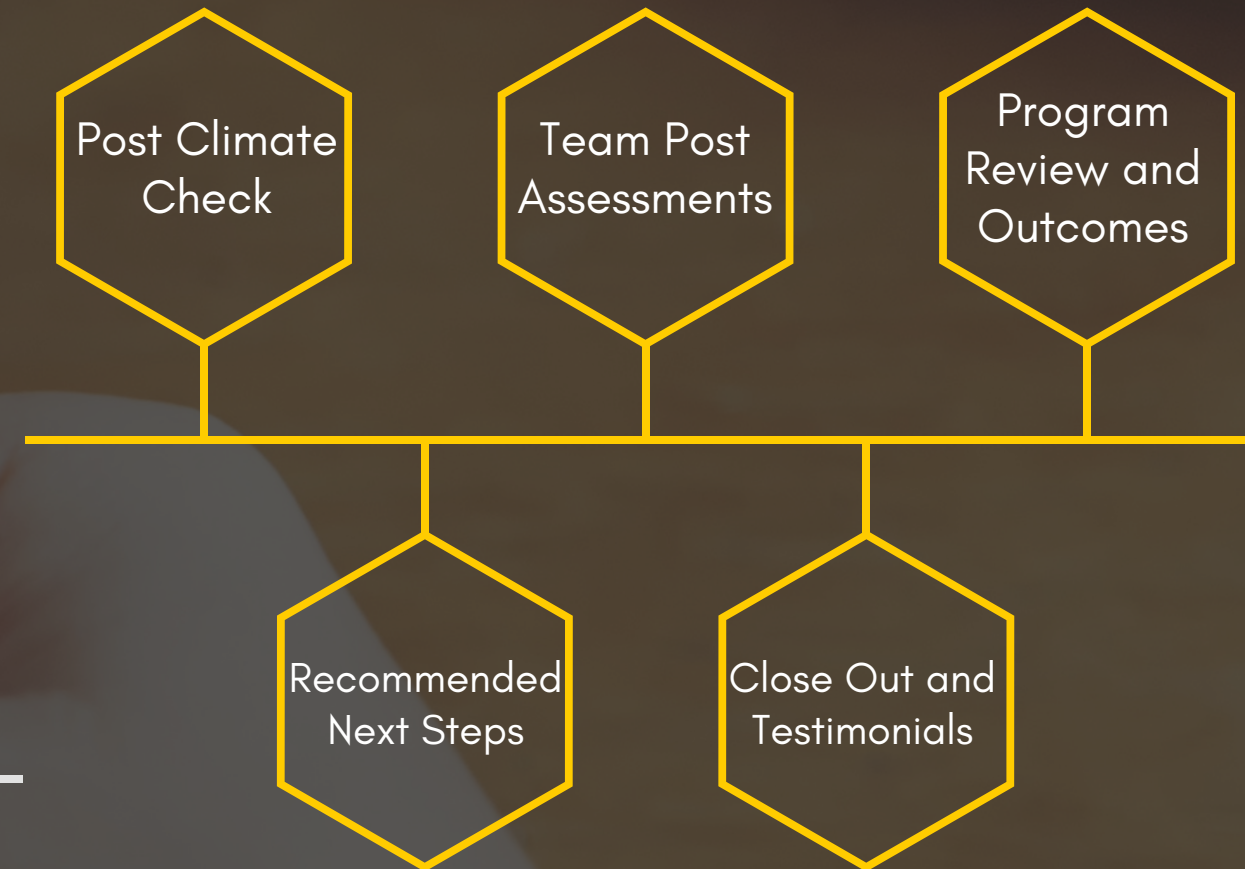 Post Climate
Check
Team Post
Assessments
Program
Review and
Outcomes
Recommended
Next Steps
Close Out and
Testimonials